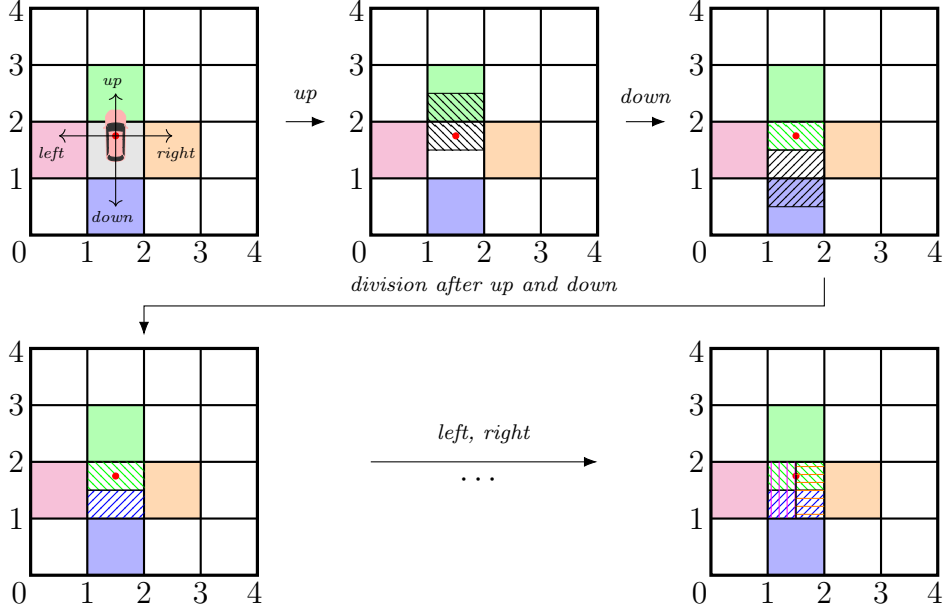 4 4 4
3 3 3
up
up down
2 2 2
left right
1 1 1
down
0 1 2 3 4 0 1 2 3 4 0 1 2 3 4
division after up and down
4 4
3 3
left, right
2 2
...
1 1
0 1 2 3 4 0 1 2 3 4